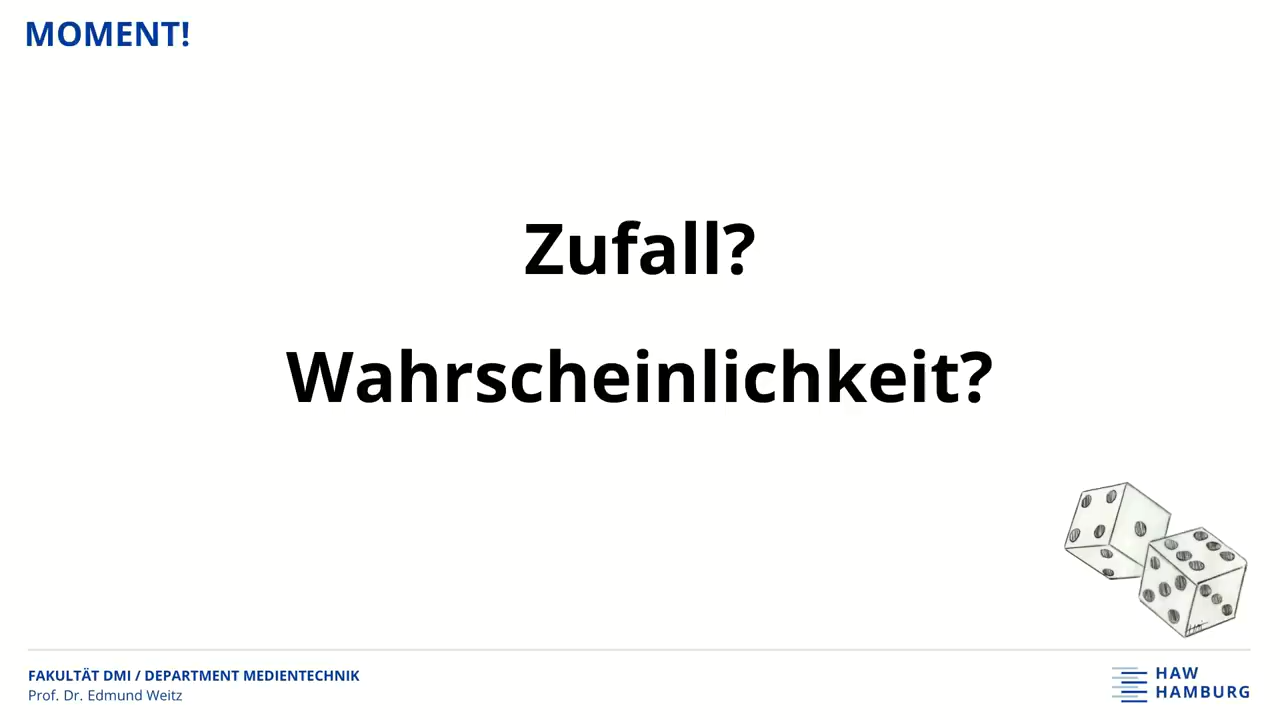 MOMENT!
Zufall?
Wahrscheinlichkeit?
FAKULTÄT DMI / DEPARTMENT MEDIENTECHNIK
Prof. Dr. Edmund Weitz
HAW
HAMBURG